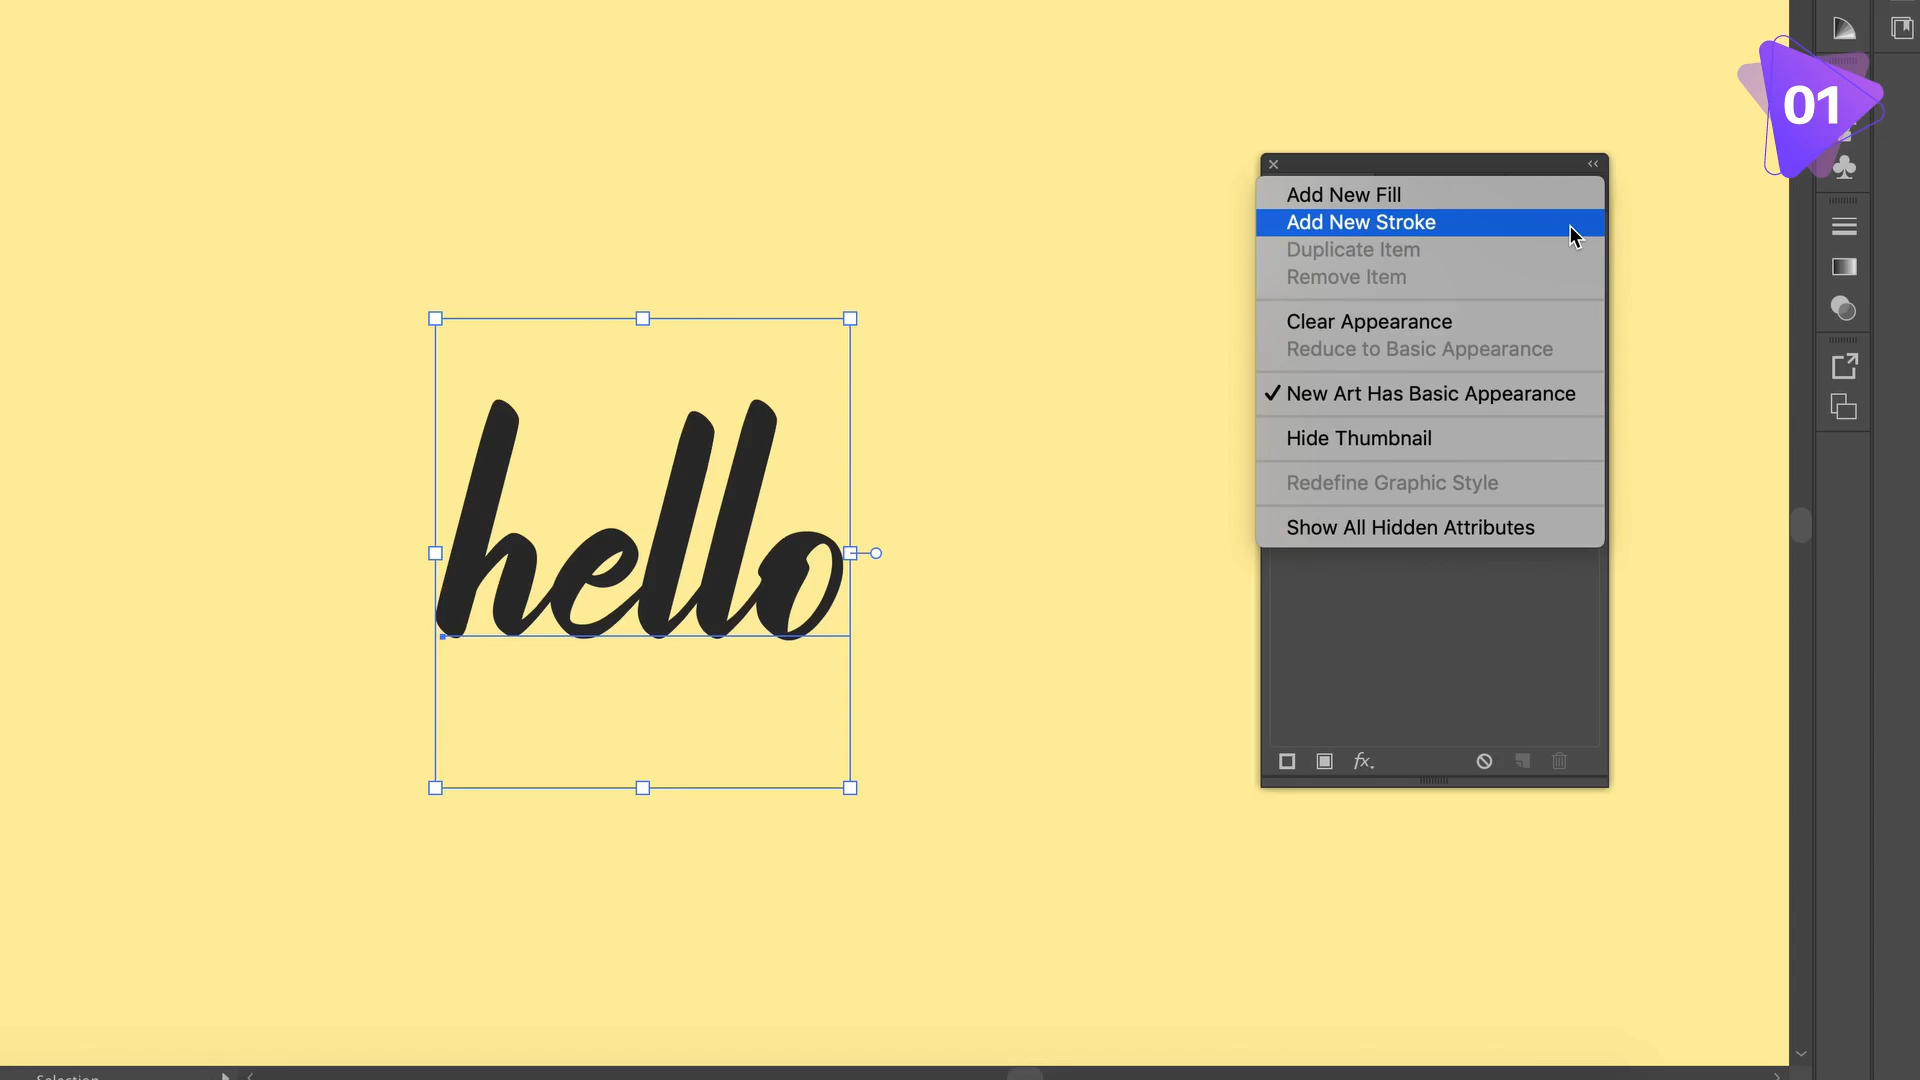 01
Add New Fill
Add New Stroke
Duplicate Item
Remove Item
Clear Appearance
Reduce to Basic Appearance
✓ New Art Has Basic Appearance
Hide Thumbnail
Redefine Graphic Style
Show All Hidden Attributes
hello
fx.
Selection